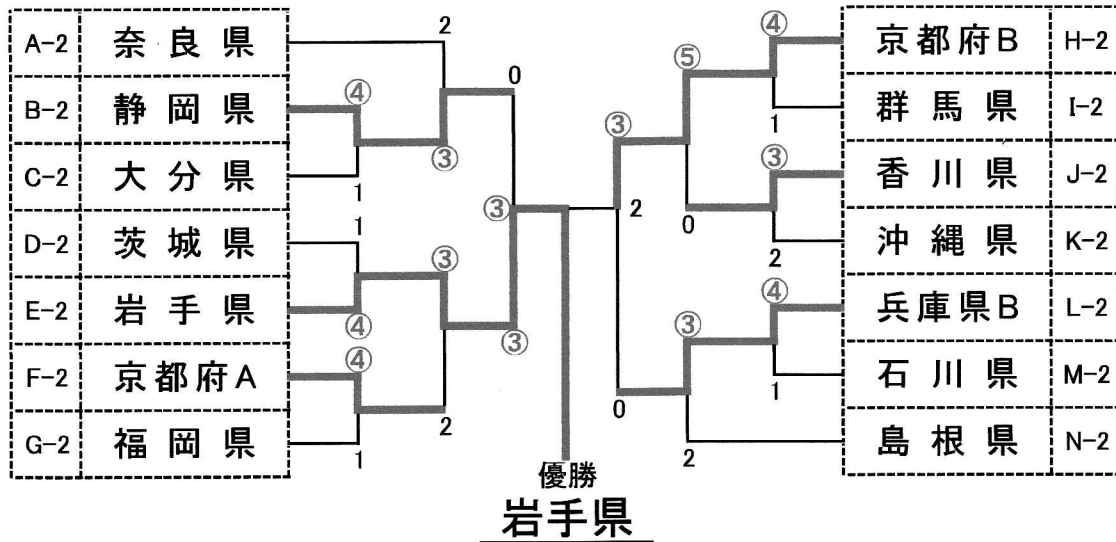 A-2 奈良県
B-2 静岡県
C-2 大分県
D-2 茨城県
E-2 岩手県
F-2 京都府A
G-2 福岡県
2
④
1
③
0
1
④
③
④
1
2
③
③
優勝
岩手県
京都府B H-2
群馬県 I-2
香川県 J-2
沖縄県 K-2
兵庫県B L-2
石川県 M-2
島根県 N-2
④
⑤
1
③
③
2
0
2
④
③
1
0
2